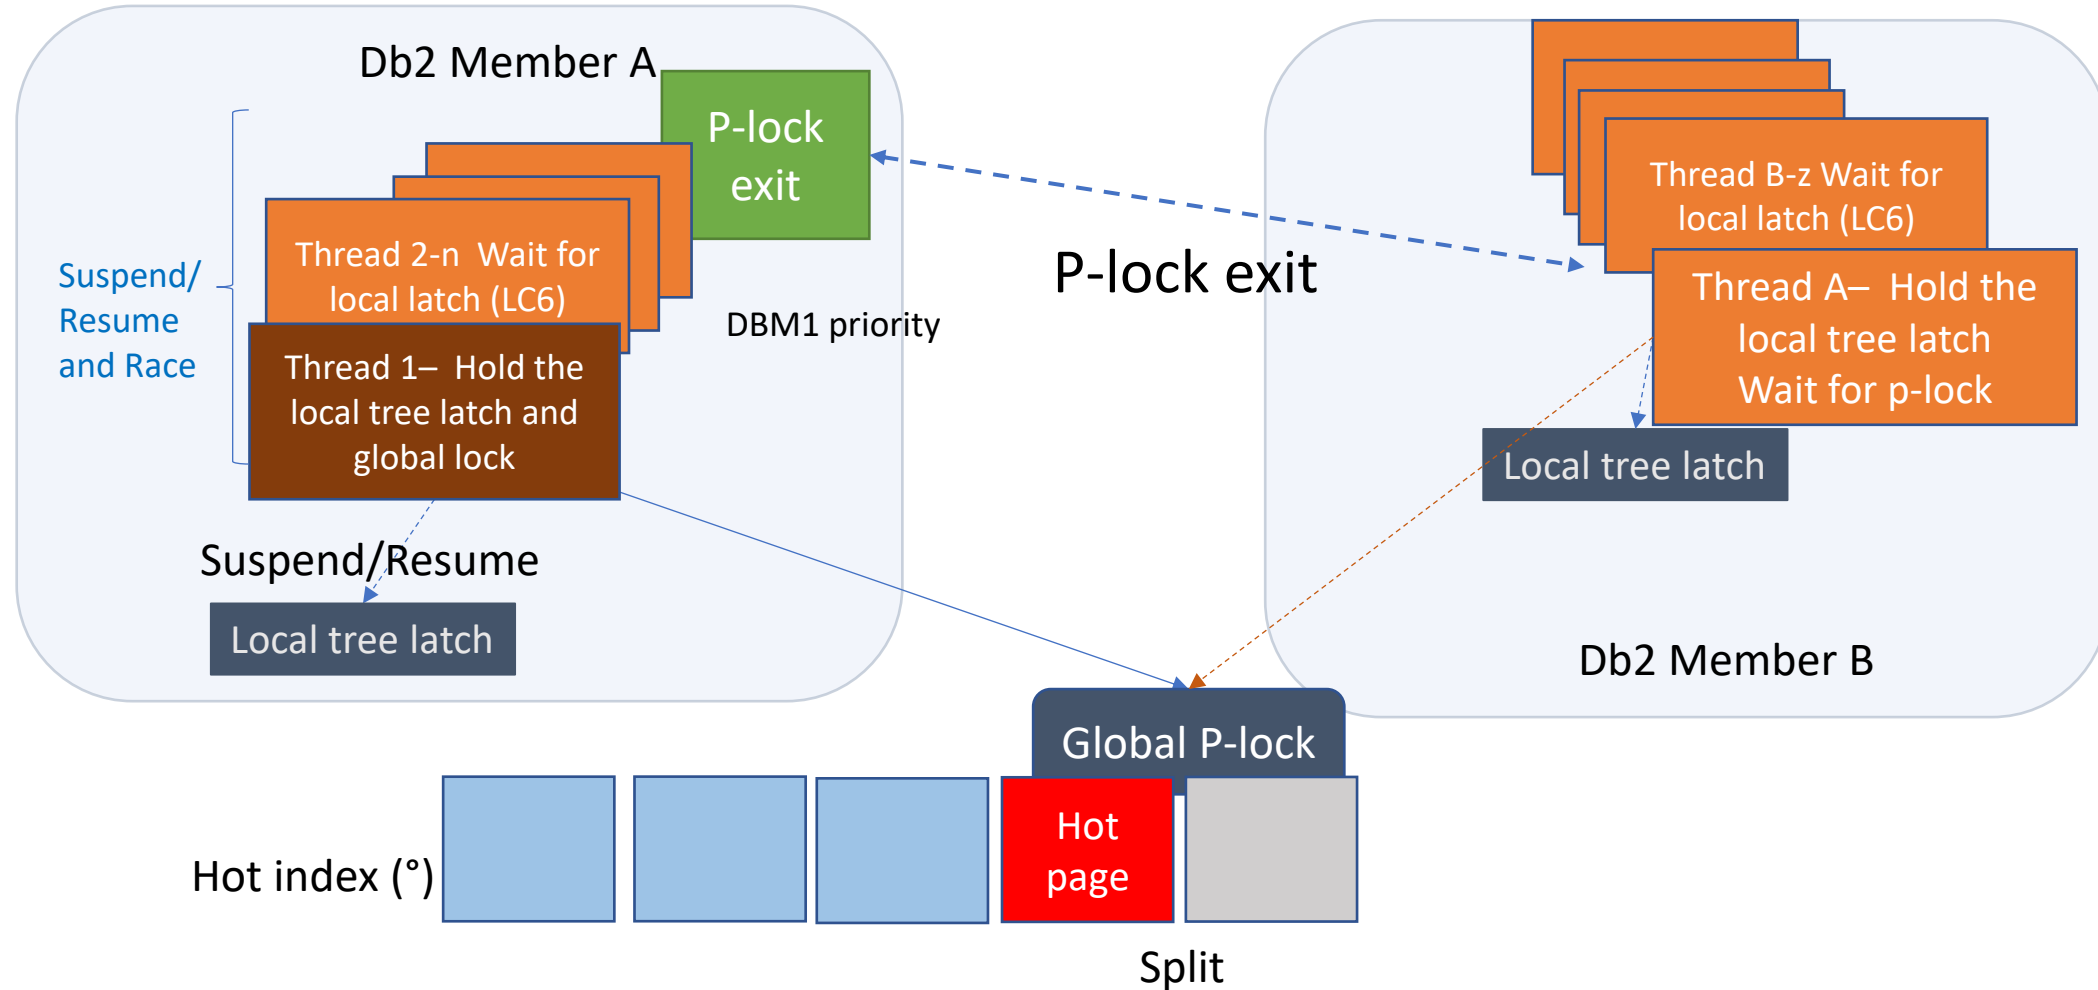 Db2 Member A
P-lock
exit
Thread 2-n  Wait for
local latch (LC6)
Suspend/
Resume
and Race
DBM1 priority
Thread 1–  Hold the
local tree latch and
global lock
Suspend/Resume
Local tree latch
P-lock exit
Thread B-z Wait for
local latch (LC6)
Thread A–  Hold the
local tree latch
Wait for p-lock
Local tree latch
Db2 Member B
Global P-lock
Hot
page
Hot index (°)
Split